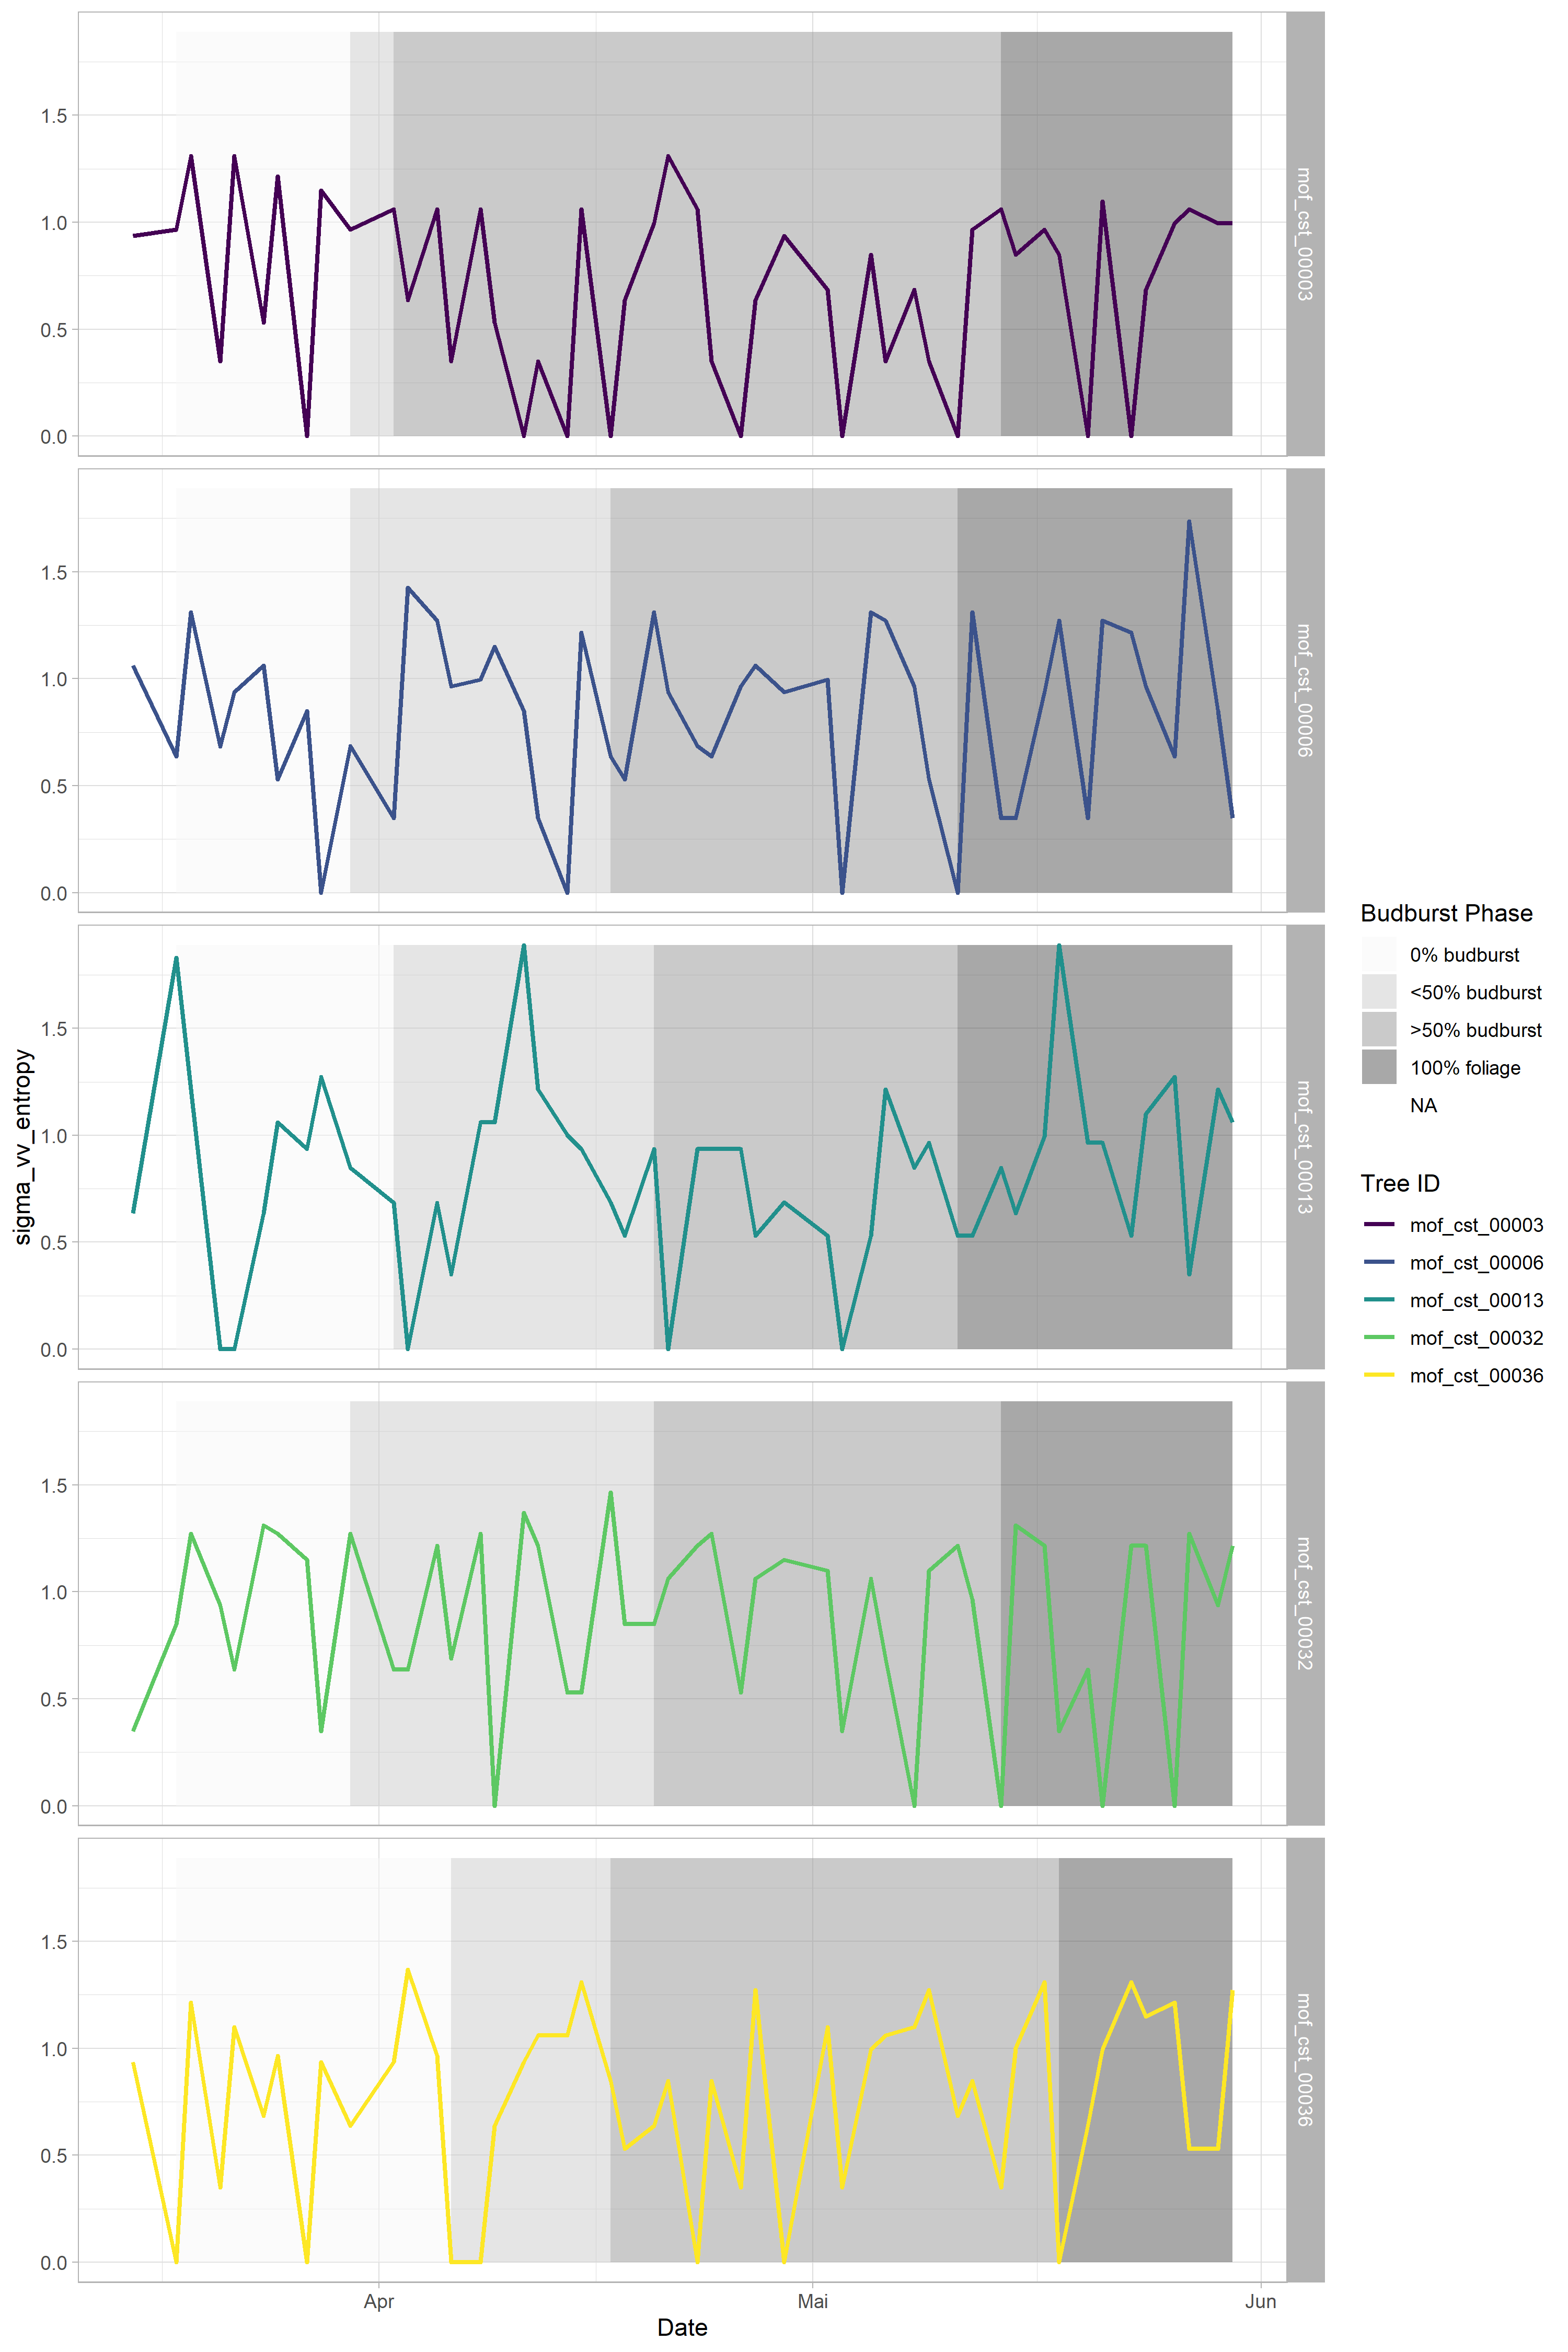 1.5
1.0
0.5
0.0
mof_cst_00003
1.5
1.0
0.5
0.0
mof_cst_00006
1.5
1.0
0.5
0.0
mof_cst_00013
1.5
1.0
0.5
0.0
mof_cst_00032
1.5
1.0
0.5
0.0
mof_cst_00036
sigma_vv_entropy
Apr
Mai
Jun
Date
Budburst Phase
0% budburst
<50% budburst
>50% budburst
100% foliage
NA
Tree ID
mof_cst_00003
mof_cst_00006
mof_cst_00013
mof_cst_00032
mof_cst_00036